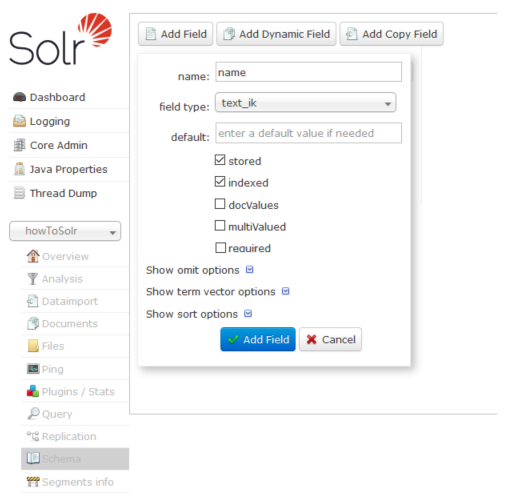 Solr
Add Field Add Dynamic Field Add Copy Field
name: name
field type: text_ik
default: enter a default value if needed
stored
indexed
docValues
multiValued
required
Show omit options
Show term vector options
Show sort options
Add Field Cancel
Dashboard
Logging
Core Admin
Java Properties
Thread Dump
howToSolr
Overview
Analysis
Dataimport
Documents
Files
Ping
Plugins / Stats
Query
Replication
Schema
Segments info